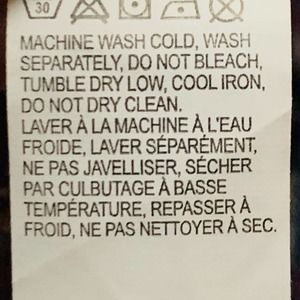 30
MACHINE WASH COLD, WASH
SEPARATELY, DO NOT BLEACH,
TUMBLE DRY LOW, COOL IRON,
DO NOT DRY CLEAN.
LAVER À LA MACHINE À L'EAU
FROIDE, LAVER SÉPARÉMENT,
NE PAS JAVELLISER, SÉCHER
PAR CULBUTAGE À BASSE
TEMPÉRATURE, REPASSER À
FROID, NE PAS NETTOYER À SEC.